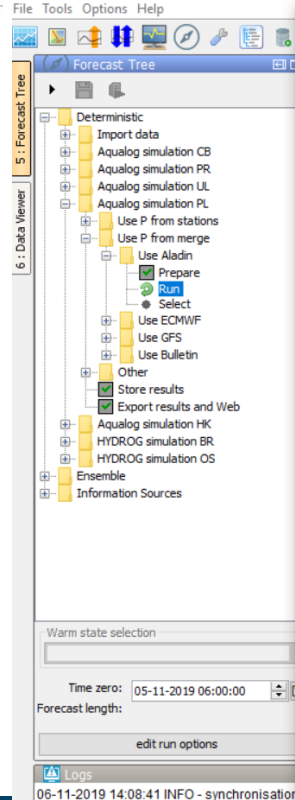 File Tools Options Help
Forecast Tree
5 : Forecast Tree
6 : Data Viewer
Deterministic
Import data
Aqualog simulation CB
Aqualog simulation PR
Aqualog simulation UL
Aqualog simulation PL
Use P from stations
Use P from merge
Use Aladin
Prepare
Run
Select
Use ECMWF
Use GFS
Use Bulletin
Other
Store results
Export results and Web
Aqualog simulation HK
HYDROG simulation BR
HYDROG simulation OS
Ensemble
Information Sources
Warm state selection
Time zero: 05-11-2019 06:00:00
Forecast length:
edit run options
Logs
06-11-2019 14:08:41 INFO - synchronisation